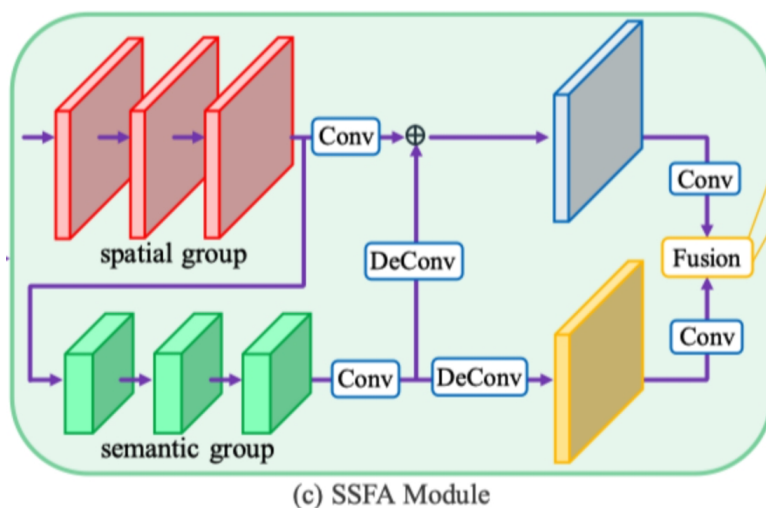 Conv
Conv
spatial group
DeConv
Fusion
Conv
Conv
DeConv
semantic group
(c) SSFA Module